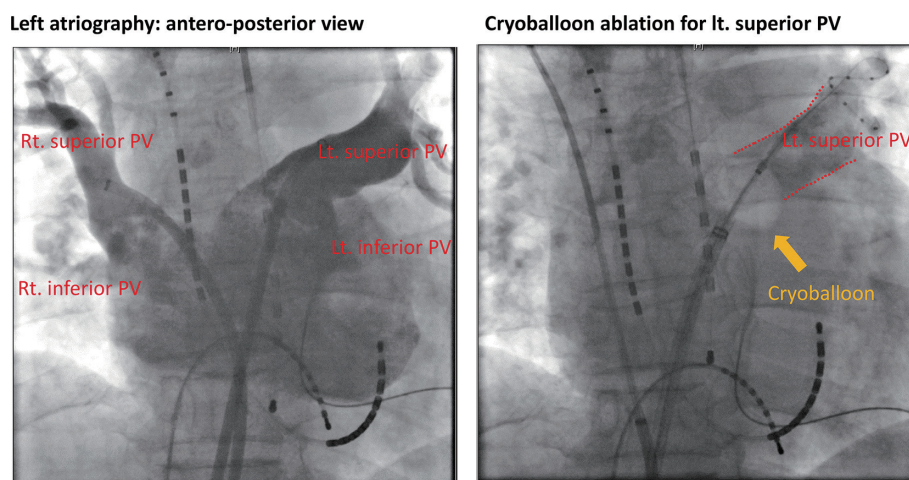 Left atriography: antero-posterior view
Cryoballoon ablation for lt. superior PV
Rt. superior PV
Lt. superior PV
Lt. inferior PV
Rt. inferior PV
Lt. superior PV
Cryoballoon